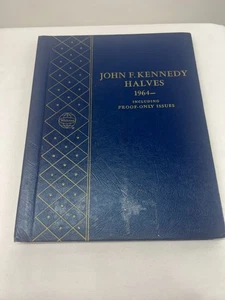 JOHN F. KENNEDY
HALVES
1964—
INCLUDING
PROOF-ONLY ISSUES